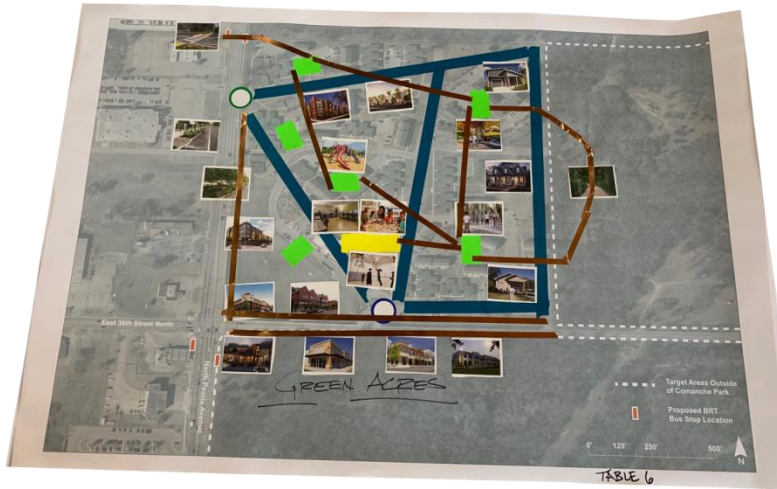 East 36th Street North
North Peoria Avenue
GREEN ACRES
Target Areas Outside
of Comanche Park
Proposed BRT
Bus Stop Location
0' 125' 250' 500'
N
TABLE 6